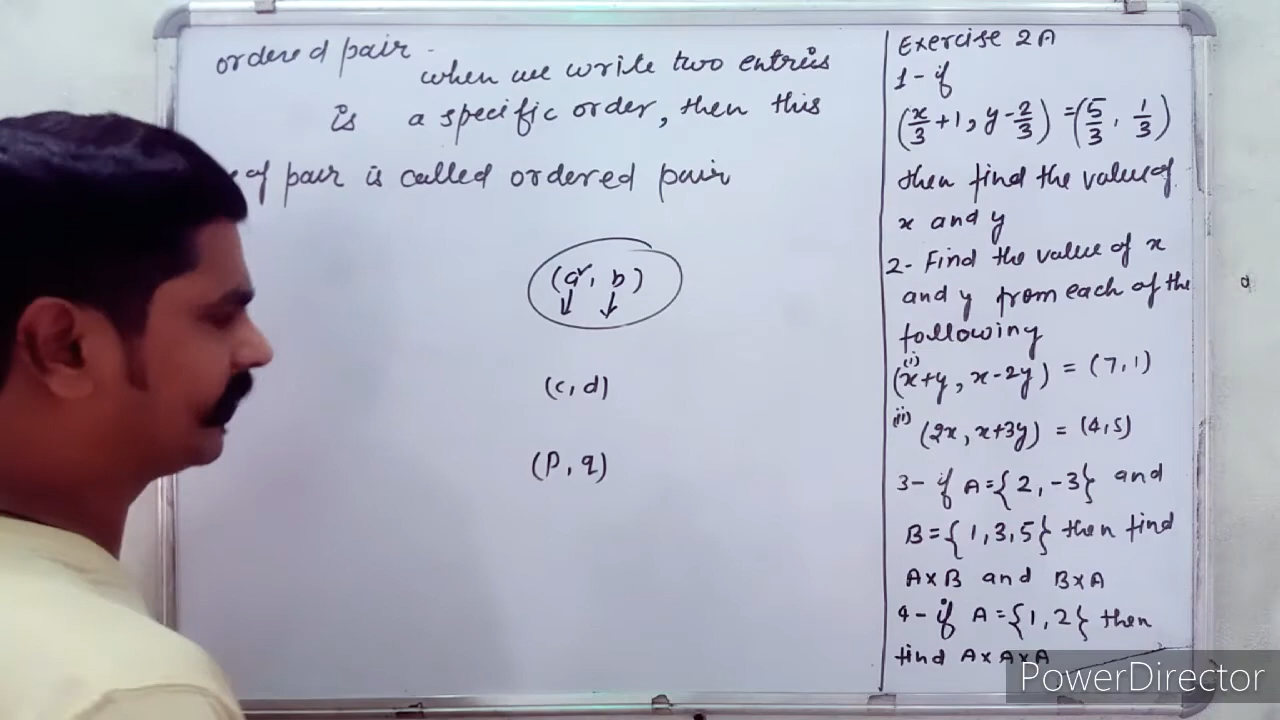 ordered pair -
when we write two entries
is a specific order, then this
of pair is called ordered pair
(a, b)
(c, d)
(p, q)
Exercise 2A
1 - if
(x/3 + 1, y - 2/3) = (5/3, 1/3)
then find the value of
x and y
2 - Find the value of x
and y from each of the
following
(i)
(x+y, x-2y) = (7, 1)
(ii) (2x, x+3y) = (4, 5)
3 - if A = {2, -3} and
B = {1, 3, 5} then find
A×B and B×A
4 - if A = {1, 2} then
find A×A×A
PowerDirector